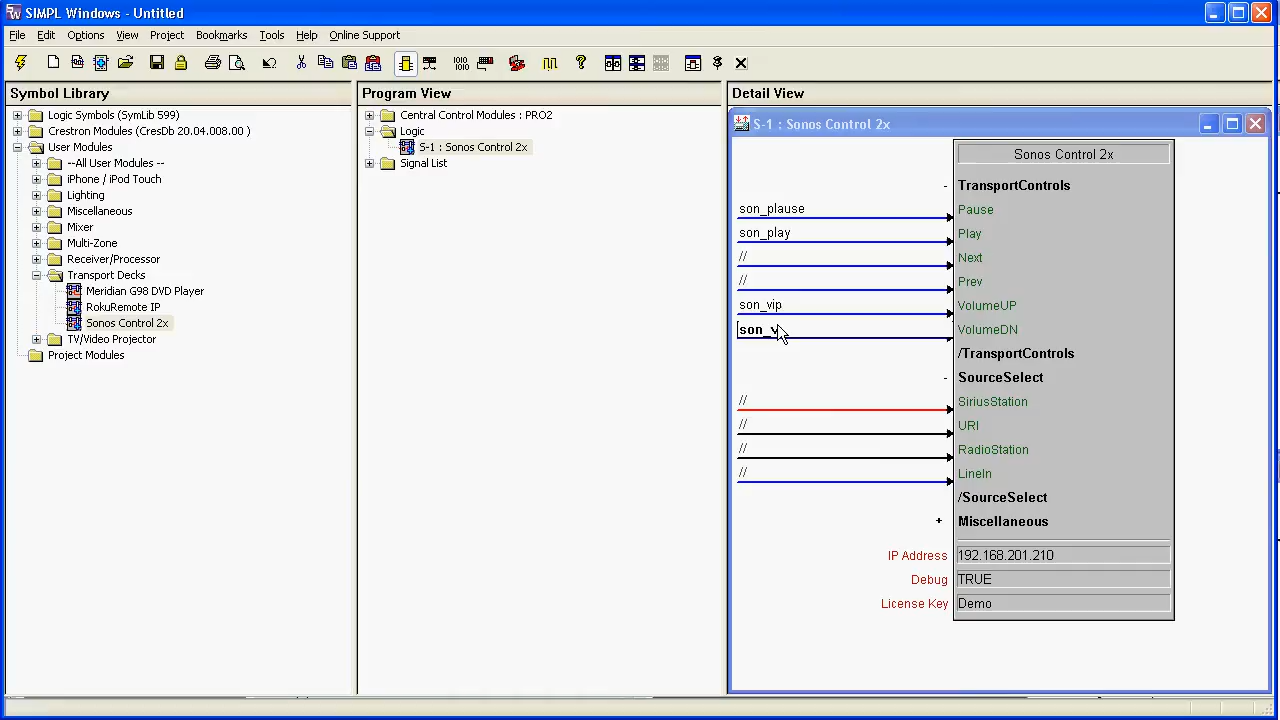 SIMPL Windows - Untitled
File Edit Options View Project Bookmarks Tools Help Online Support
Symbol Library
Logic Symbols (SymLib 599)
Crestron Modules (CresDb 20.04.008.00 )
User Modules
--All User Modules --
iPhone / iPod Touch
Lighting
Miscellaneous
Mixer
Multi-Zone
Receiver/Processor
Transport Decks
Meridian G98 DVD Player
RokuRemote IP
Sonos Control 2x
TV/Video Projector
Project Modules
Program View
Central Control Modules : PRO2
Logic
S-1 : Sonos Control 2x
Signal List
Detail View
S-1 : Sonos Control 2x
Sonos Control 2x
- TransportControls
son_plause Pause
son_play Play
// Next
// Prev
son_vip VolumeUP
son_v VolumeDN
/TransportControls
- SourceSelect
// SiriusStation
// URI
// RadioStation
// LineIn
/SourceSelect
+ Miscellaneous
IP Address 192.168.201.210
Debug TRUE
License Key Demo